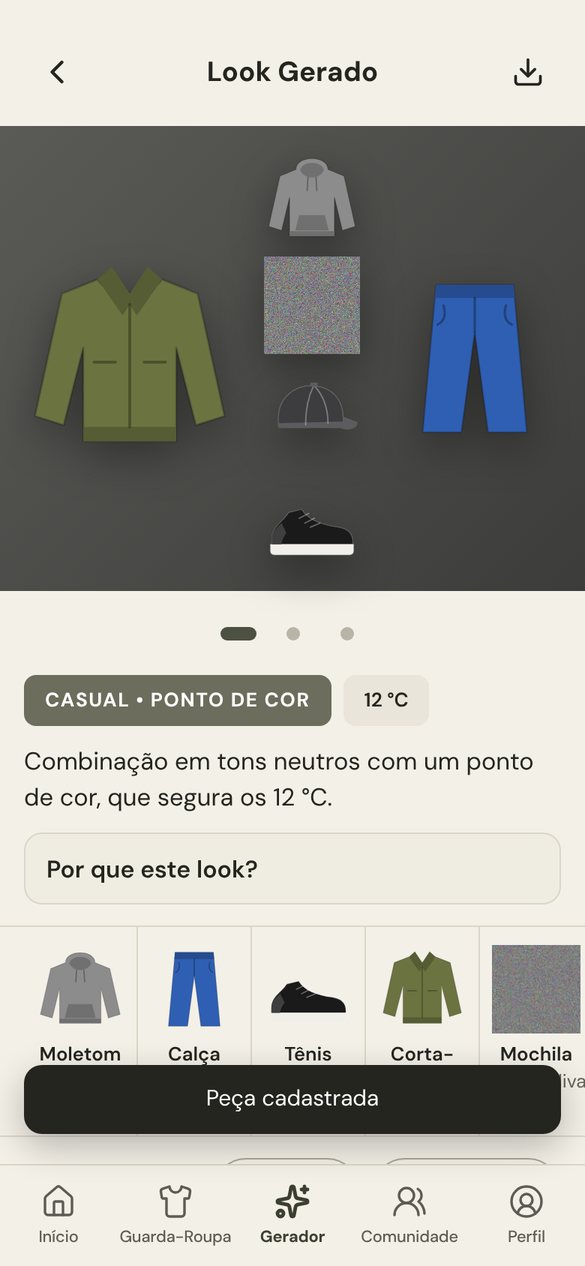 Look Gerado
CASUAL • PONTO DE COR
12 °C
Combinação em tons neutros com um ponto
de cor, que segura os 12 °C.
Por que este look?
Moletom
Calça
Tênis
Corta-
Mochila
Peça cadastrada
Início
Guarda-Roupa
Gerador
Comunidade
Perfil